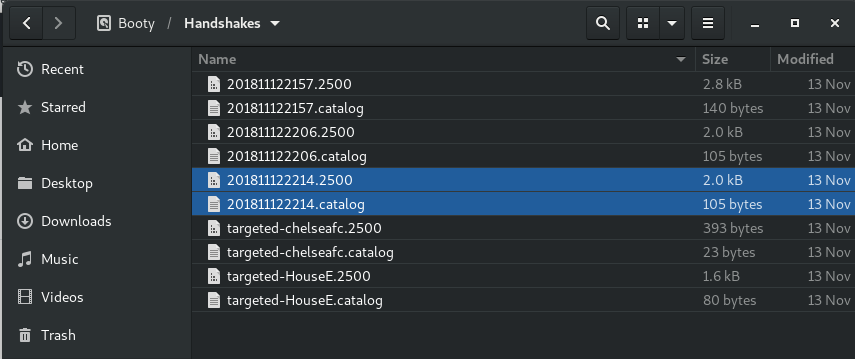 Booty / Handshakes
Name Size Modified
Recent
Starred
Home
Desktop
Downloads
Music
Videos
Trash
201811122157.2500 2.8 kB 13 Nov
201811122157.catalog 140 bytes 13 Nov
201811122206.2500 2.0 kB 13 Nov
201811122206.catalog 105 bytes 13 Nov
201811122214.2500 2.0 kB 13 Nov
201811122214.catalog 105 bytes 13 Nov
targeted-chelseafc.2500 393 bytes 13 Nov
targeted-chelseafc.catalog 23 bytes 13 Nov
targeted-HouseE.2500 1.6 kB 13 Nov
targeted-HouseE.catalog 80 bytes 13 Nov